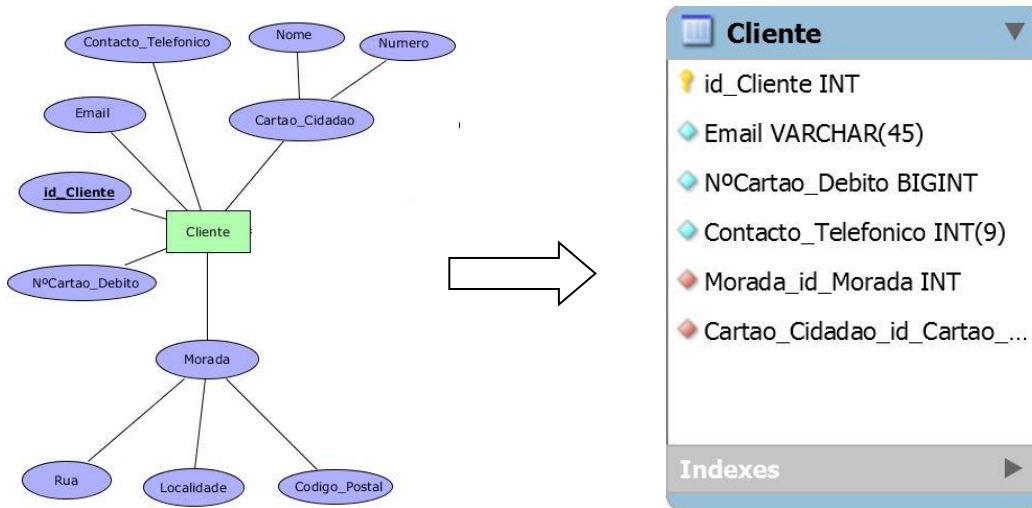 Contacto_Telefonico
Nome
Numero
Email
Cartao_Cidadao
id_Cliente
Cliente
NºCartao_Debito
Morada
Rua
Localidade
Codigo_Postal
Cliente
id_Cliente INT
Email VARCHAR(45)
NºCartao_Debito BIGINT
Contacto_Telefonico INT(9)
Morada_id_Morada INT
Cartao_Cidadao_id_Cartao_...
Indexes